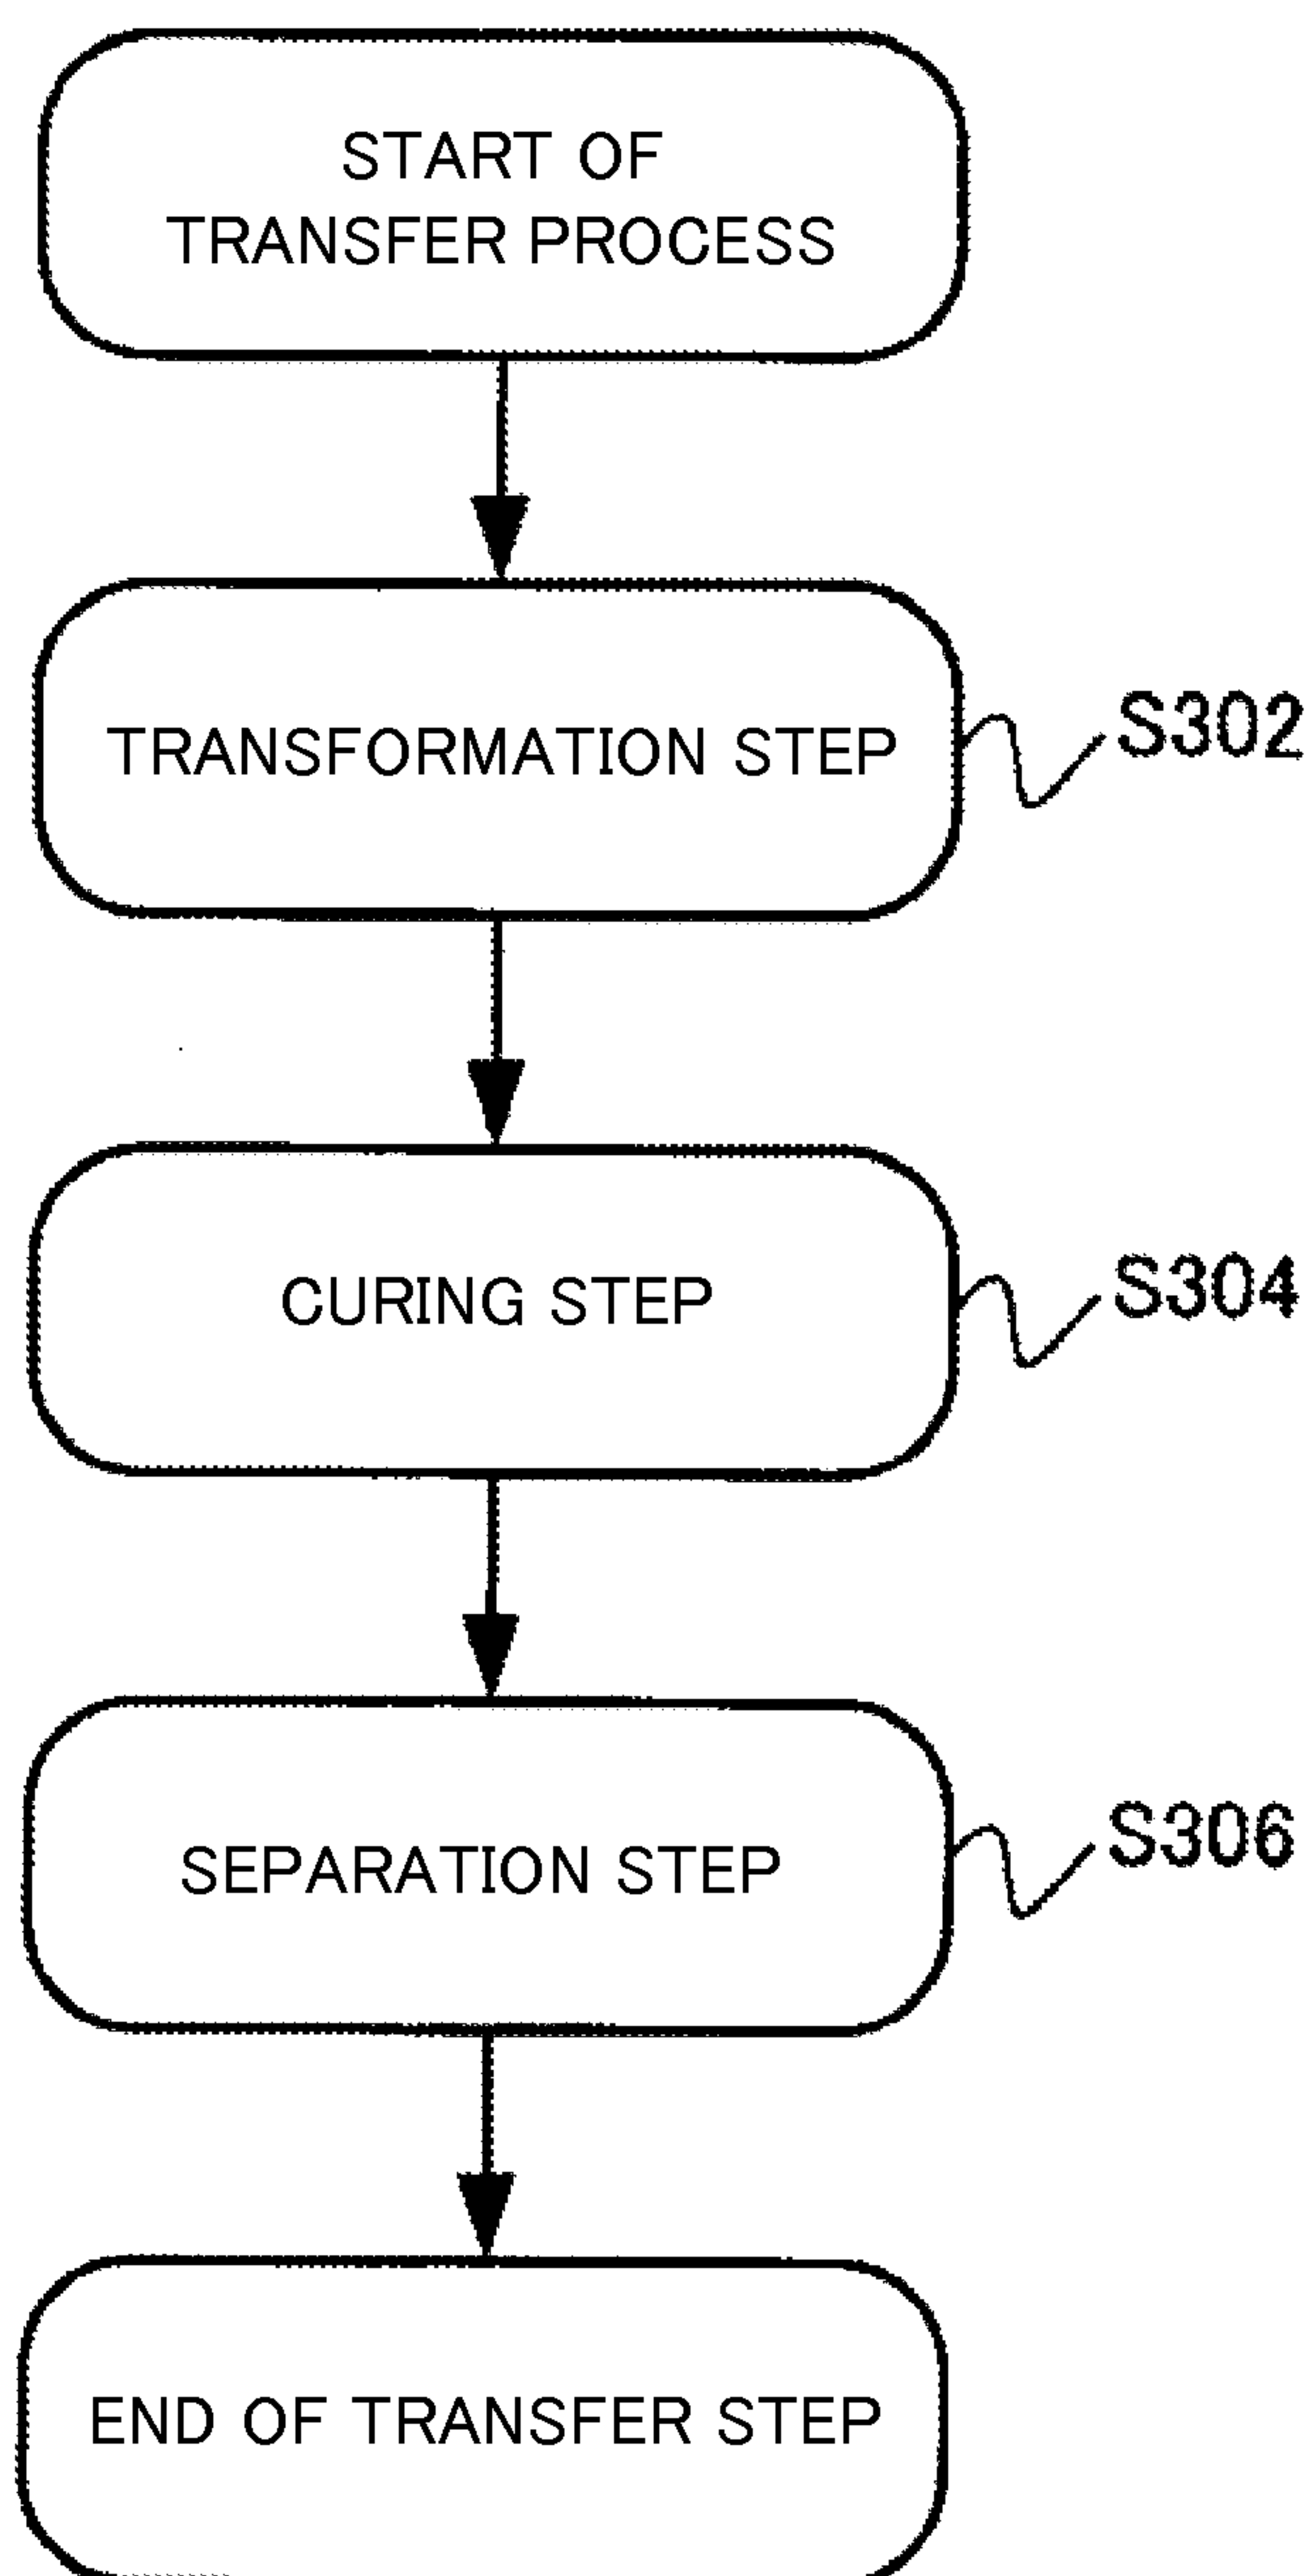 START OF
TRANSFER PROCESS
TRANSFORMATION STEP
S302
CURING STEP
S304
SEPARATION STEP
S306
END OF TRANSFER STEP